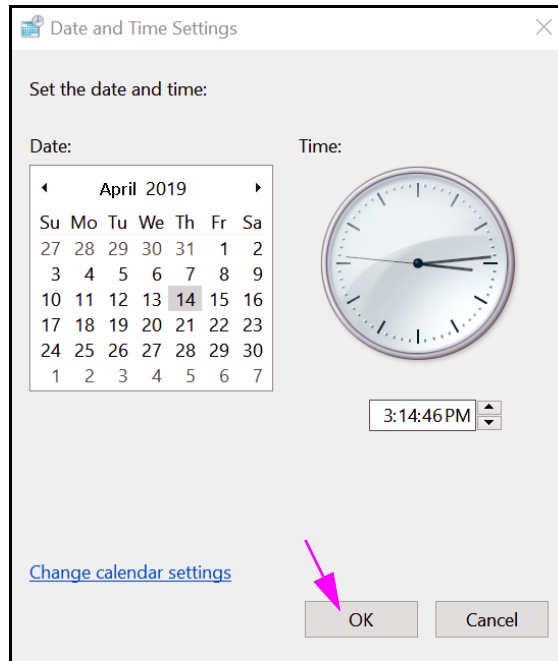 Date and Time Settings
Set the date and time:
Date:
Time:
April 2019
Su Mo Tu We Th Fr Sa
27 28 29 30 31 1 2
3 4 5 6 7 8 9
10 11 12 13 14 15 16
17 18 19 20 21 22 23
24 25 26 27 28 29 30
1 2 3 4 5 6 7
3:14:46 PM
Change calendar settings
OK
Cancel